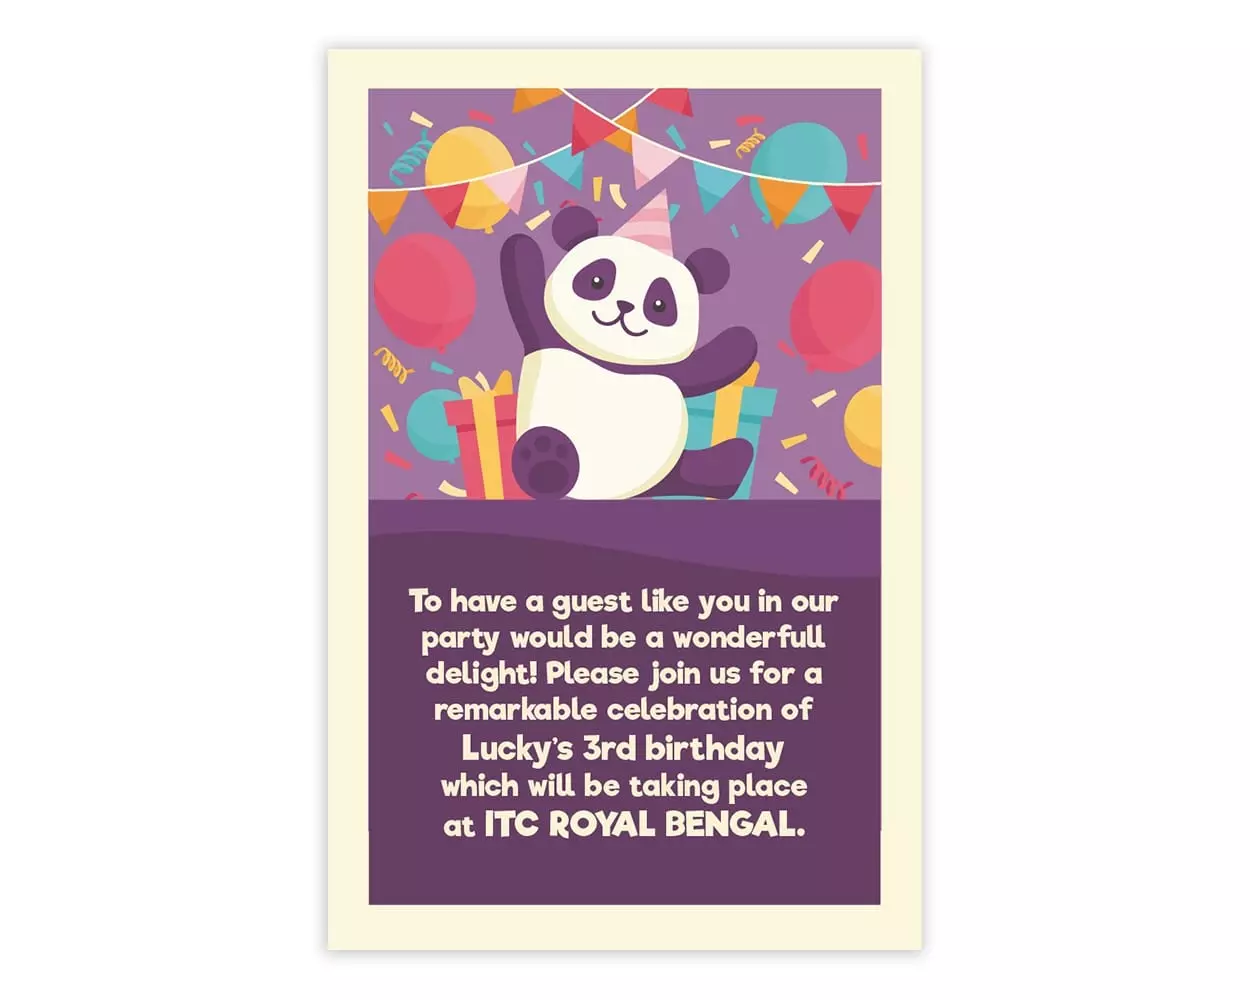 To have a guest like you in our
party would be a wonderfull
delight! Please join us for a
remarkable celebration of
Lucky's 3rd birthday
which will be taking place
at ITC ROYAL BENGAL.